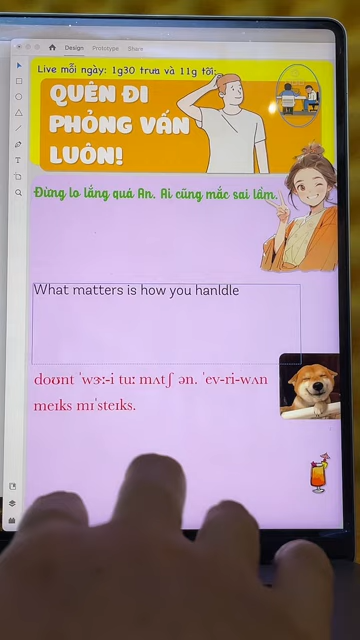 Design Prototype Share
Live mỗi ngày: 1g30 trưa và 11g tối;
QUÊN ĐI
PHỎNG VẤN
LUÔN!
Đừng lo lắng quá An. Ai cũng mắc sai lầm.
What matters is how you hanldle
doʊnt ˈwɜː-i tuː mʌtʃ ən. ˈev-ri-wʌn
meɪks mɪˈsteɪks.